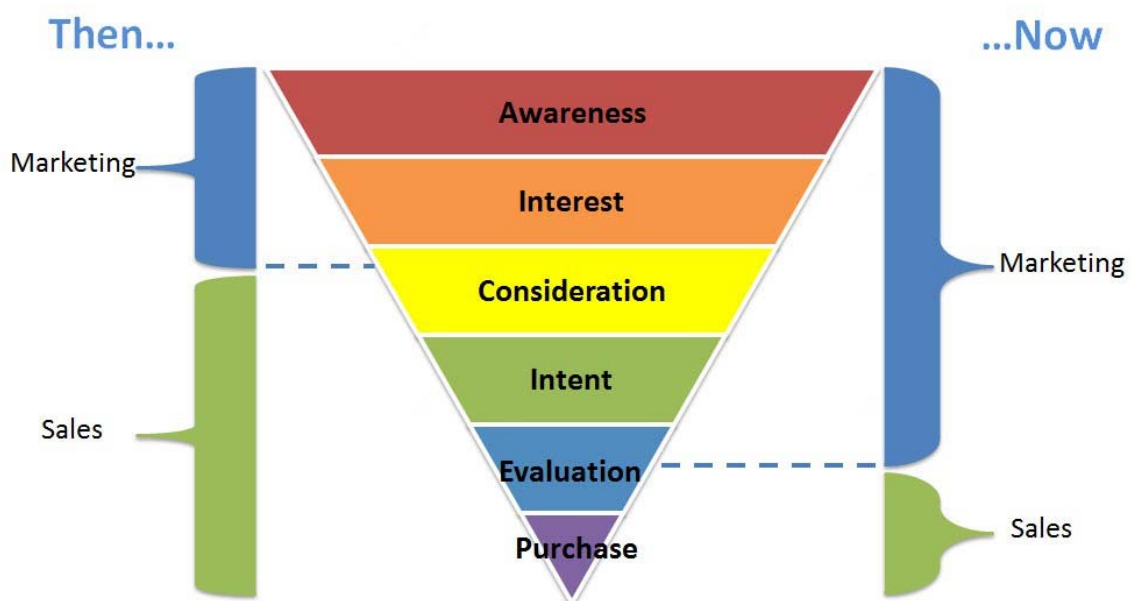 Then...
...Now
Awareness
Marketing
Interest
Consideration
Marketing
Intent
Sales
Evaluation
Sales
Purchase